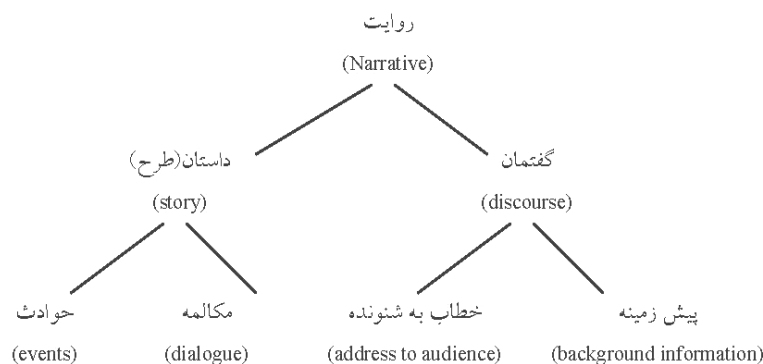 روایت
(Narrative)
گفتمان
داستان(طرح)
(discourse)
(story)
پیش زمینه
خطاب به شنونده
مکالمه
حوادث
(background information)
(address to audience)
(dialogue)
(events)